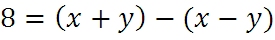 8 = (x + y) − (x − y)